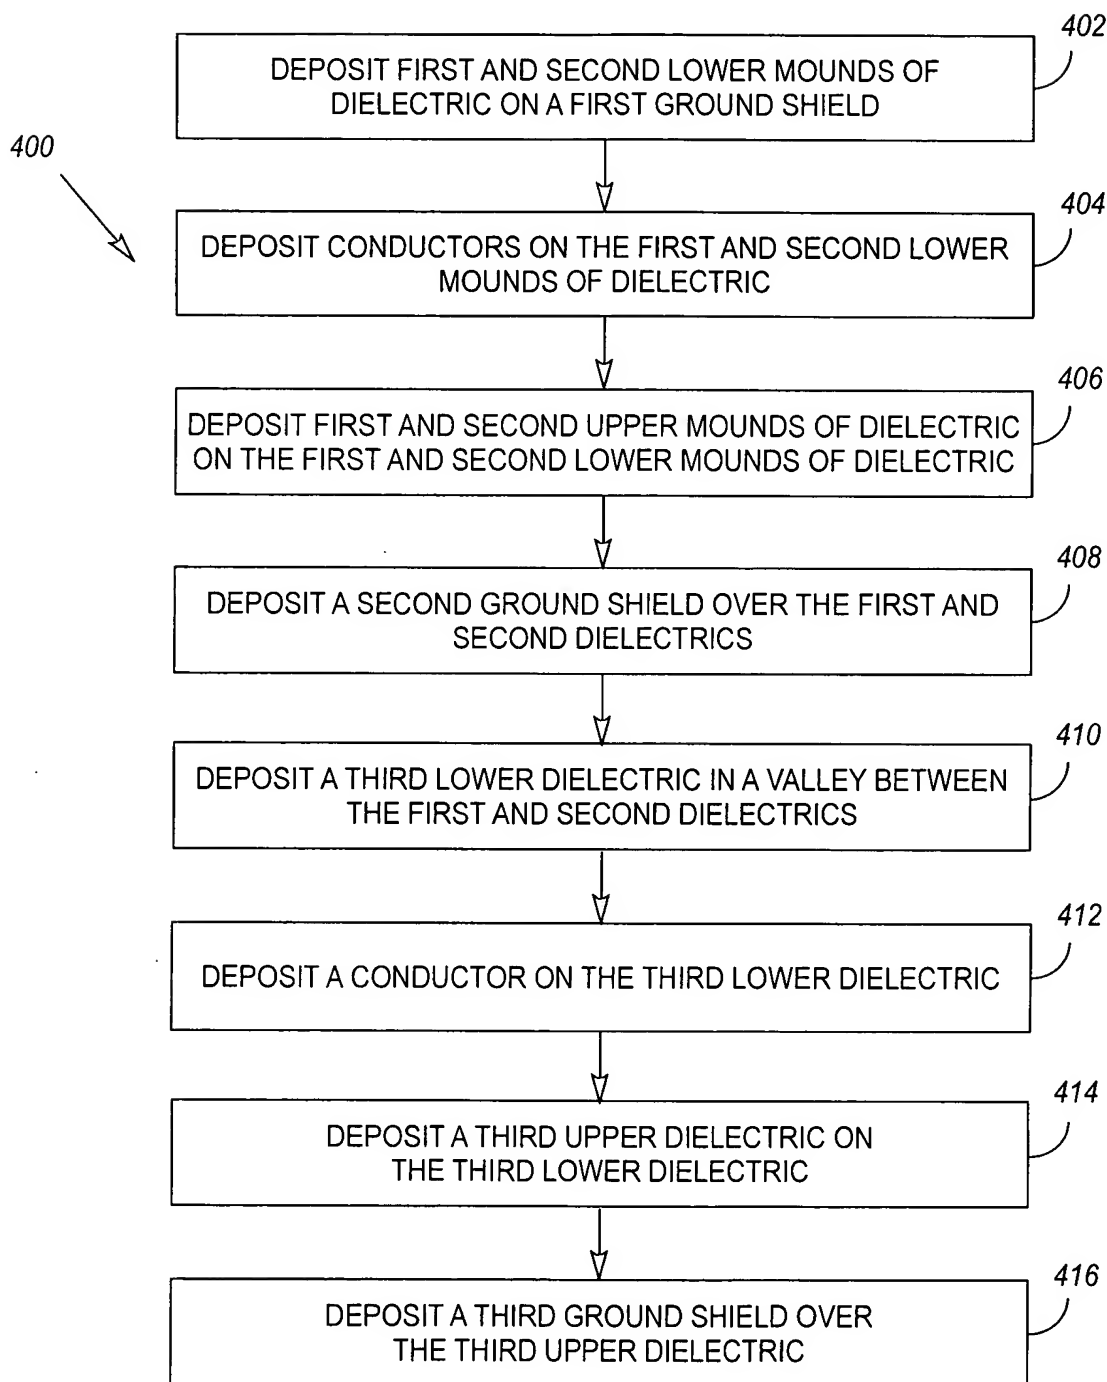 402
DEPOSIT FIRST AND SECOND LOWER MOUNDS OF
DIELECTRIC ON A FIRST GROUND SHIELD
400
404
DEPOSIT CONDUCTORS ON THE FIRST AND SECOND LOWER
MOUNDS OF DIELECTRIC
406
DEPOSIT FIRST AND SECOND UPPER MOUNDS OF DIELECTRIC
ON THE FIRST AND SECOND LOWER MOUNDS OF DIELECTRIC
408
DEPOSIT A SECOND GROUND SHIELD OVER THE FIRST AND
SECOND DIELECTRICS
410
DEPOSIT A THIRD LOWER DIELECTRIC IN A VALLEY BETWEEN
THE FIRST AND SECOND DIELECTRICS
412
DEPOSIT A CONDUCTOR ON THE THIRD LOWER DIELECTRIC
414
DEPOSIT A THIRD UPPER DIELECTRIC ON
THE THIRD LOWER DIELECTRIC
416
DEPOSIT A THIRD GROUND SHIELD OVER
THE THIRD UPPER DIELECTRIC